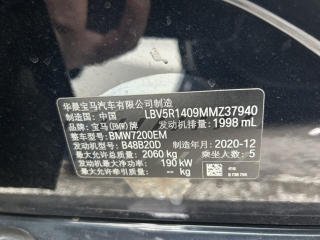 华晨宝马汽车有限公司制造
制造国:中国 LBV5R1409MMZ37940
品牌:宝马(BMW)牌 发动机排量:1998 mL
型号:BMW7200EM
发动机型号:B48B20D 制造年月:2020-12
最大允许总质量:2060 kg 乘坐人数:5
发动机最大净功率:190 kW
最大允许牵引质量:- kg